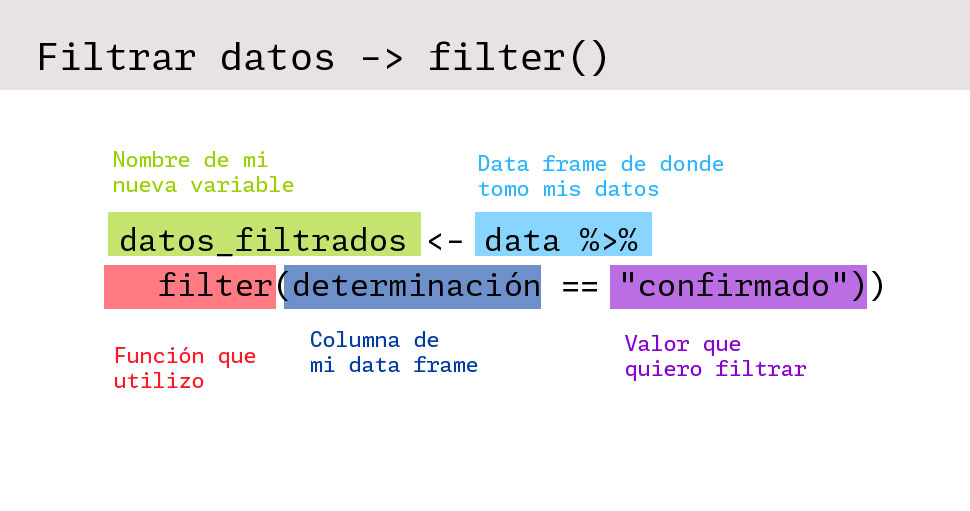 Filtrar datos -> filter()
Nombre de mi
nueva variable
Data frame de donde
tomo mis datos
datos_filtrados <- data %>%
filter(determinación == "confirmado"))
Función que
utilizo
Columna de
mi data frame
Valor que
quiero filtrar